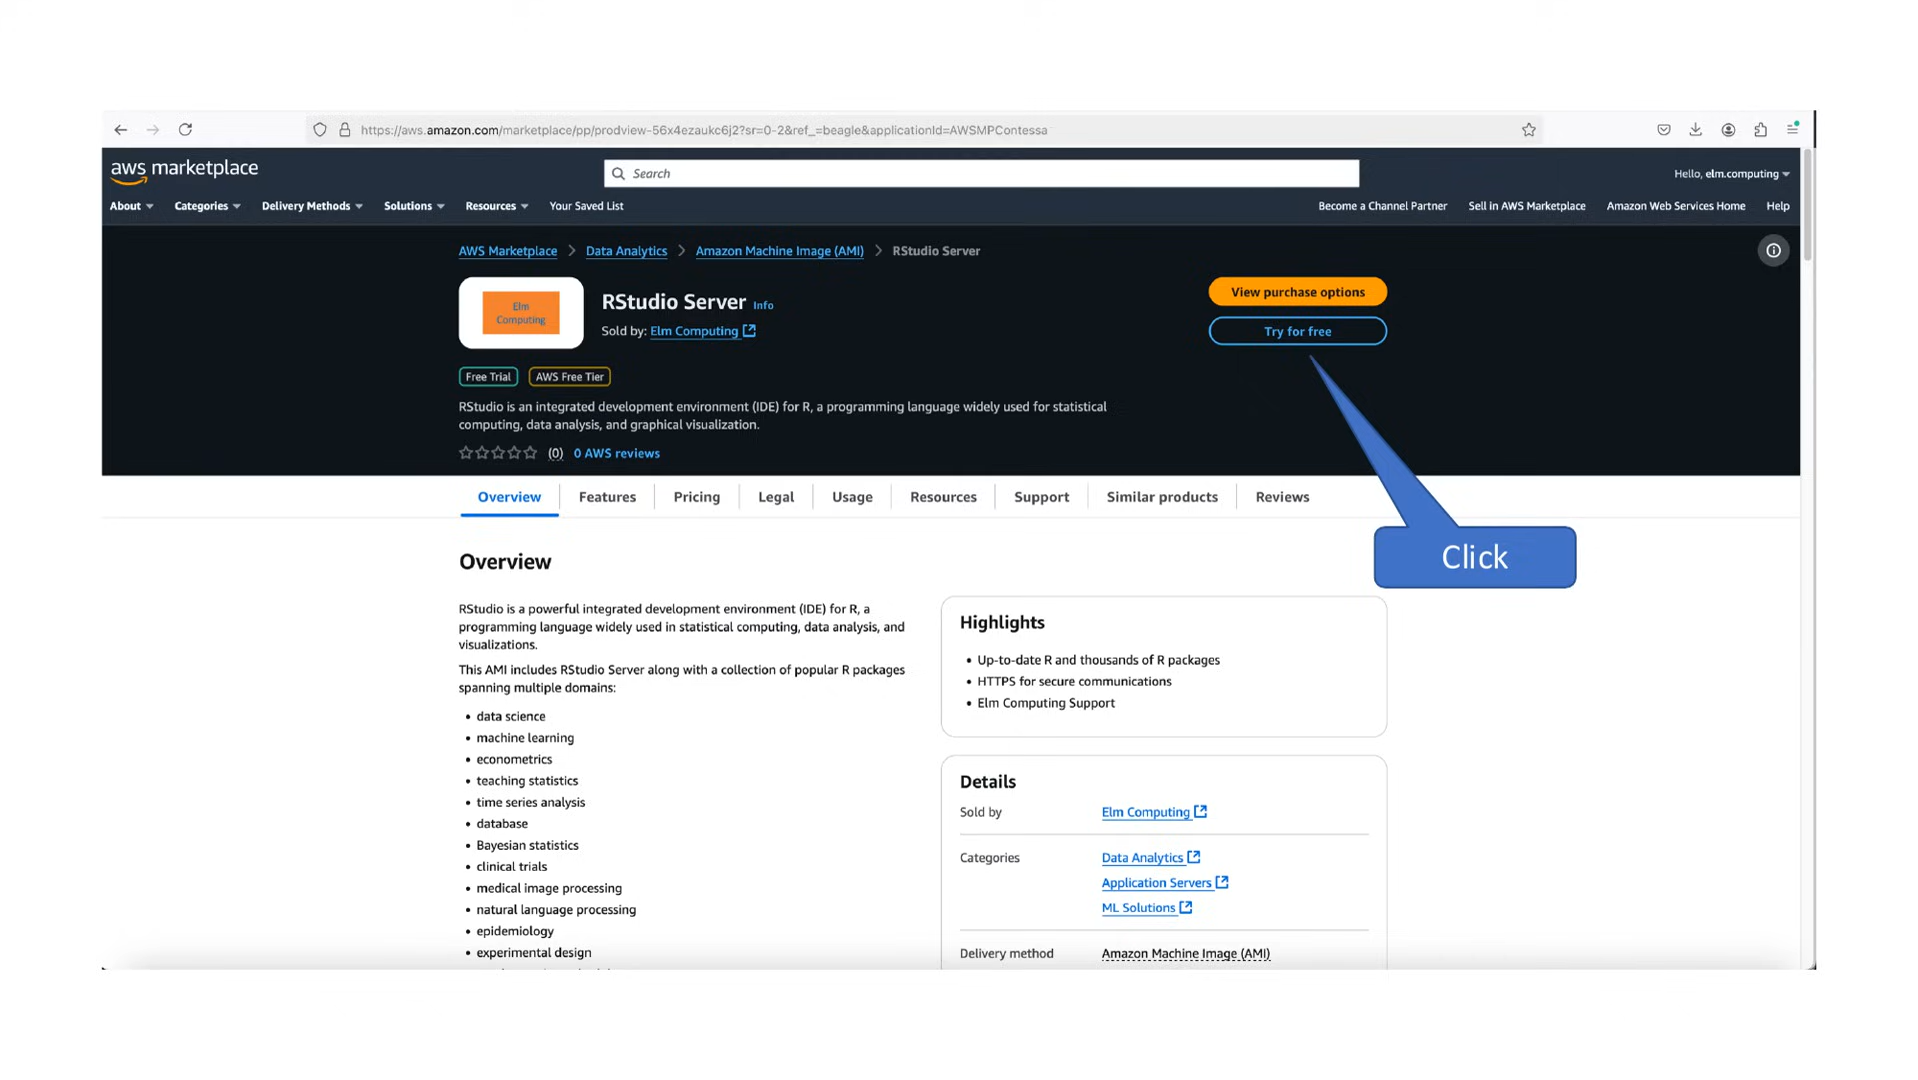 https://aws.amazon.com/marketplace/pp/prodview-56x4ezaukc6j2?sr=0-2&ref_=beagle&applicationId=AWSMPContessa
aws marketplace
Search
Hello, elm.computing
About Categories Delivery Methods Solutions Resources Your Saved List Become a Channel Partner Sell in AWS Marketplace Amazon Web Services Home Help
AWS Marketplace > Data Analytics > Amazon Machine Image (AMI) > RStudio Server
Elm
Computing
RStudio Server Info
Sold by: Elm Computing
View purchase options
Try for free
Free Trial AWS Free Tier
RStudio is an integrated development environment (IDE) for R, a programming language widely used for statistical
computing, data analysis, and graphical visualization.
(0) 0 AWS reviews
Overview Features Pricing Legal Usage Resources Support Similar products Reviews
Click
Overview
RStudio is a powerful integrated development environment (IDE) for R, a
programming language widely used in statistical computing, data analysis, and
visualizations.
This AMI includes RStudio Server along with a collection of popular R packages
spanning multiple domains:
• data science
• machine learning
• econometrics
• teaching statistics
• time series analysis
• database
• Bayesian statistics
• clinical trials
• medical image processing
• natural language processing
• epidemiology
• experimental design
Highlights
• Up-to-date R and thousands of R packages
• HTTPS for secure communications
• Elm Computing Support
Details
Sold by Elm Computing
Categories Data Analytics
Application Servers
ML Solutions
Delivery method Amazon Machine Image (AMI)